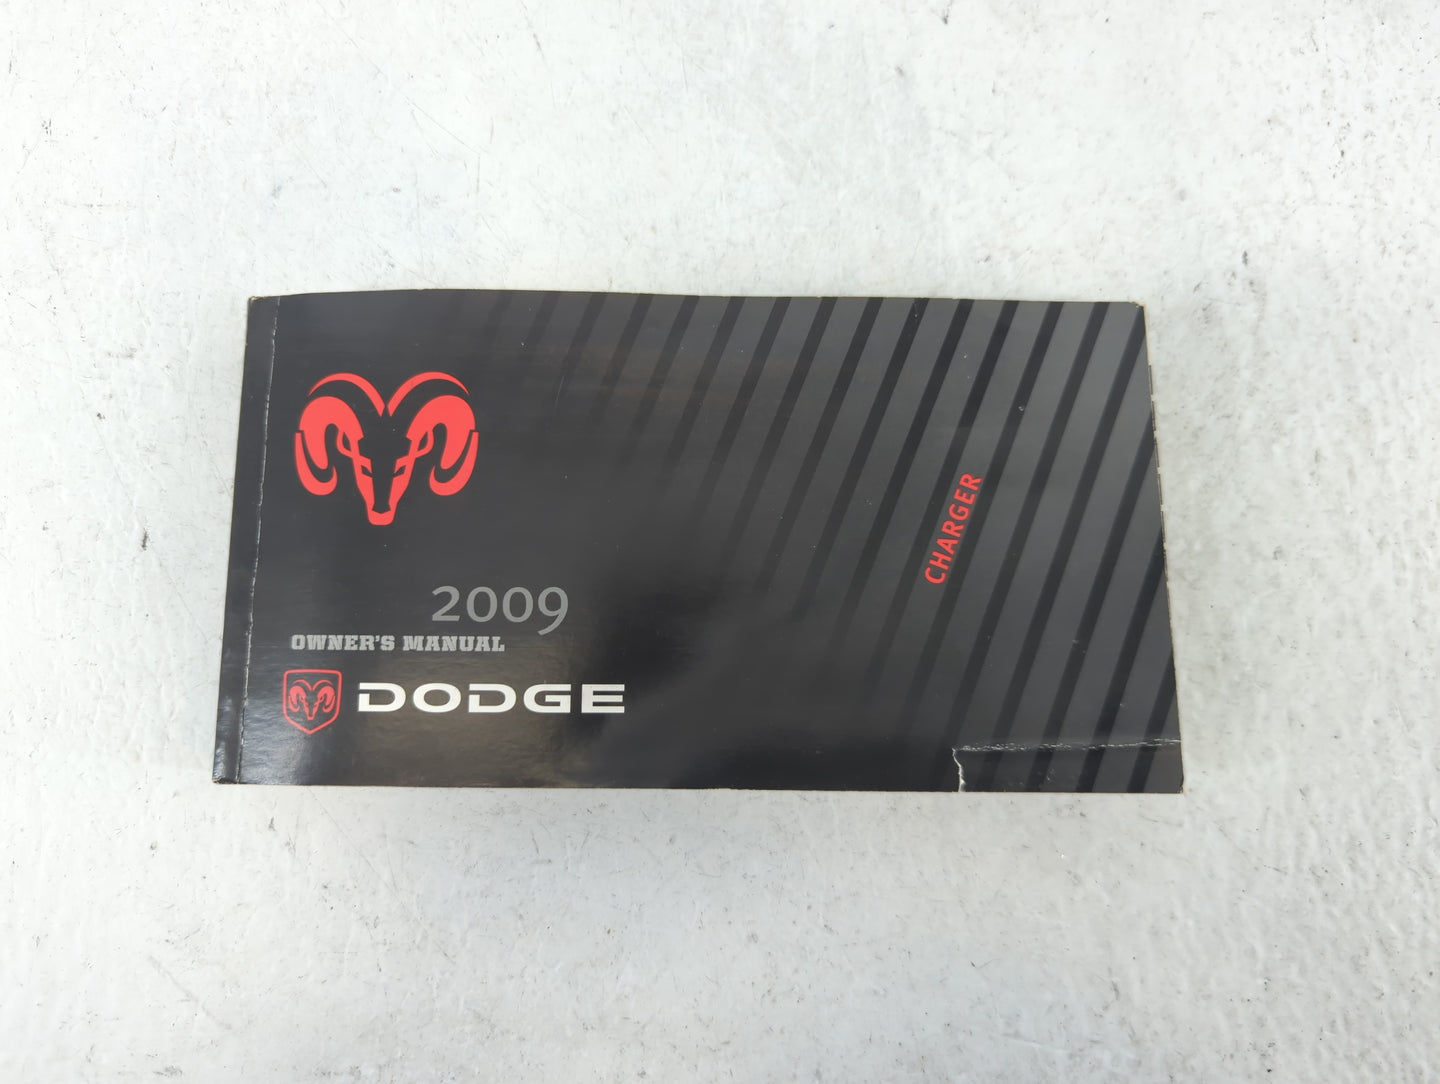 CHARGER
2009
OWNER'S MANUAL
DODGE